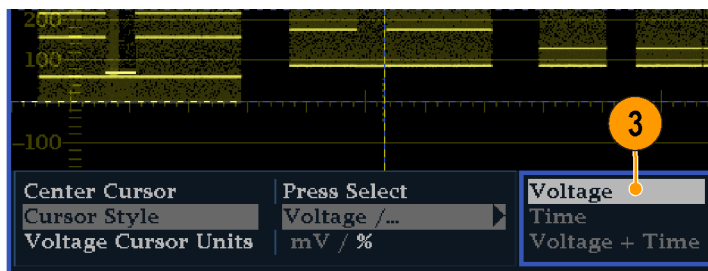 200
100
-100
3
Center Cursor
Press Select
Voltage
Cursor Style
Voltage /...
Time
Voltage Cursor Units
mV / %
Voltage + Time